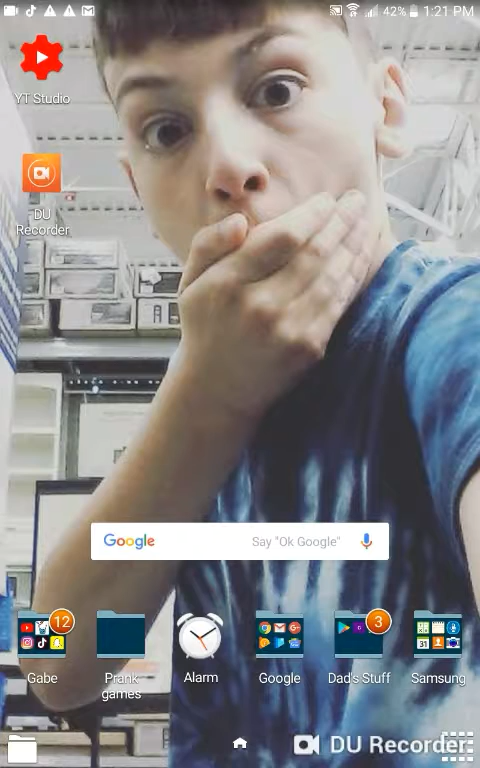 42% 1:21 PM
YT Studio
DU
Recorder
Google Say "Ok Google"
12
3
31
Gabe
Prank
games
Alarm
Google
Dad's Stuff
Samsung
DU Recorder